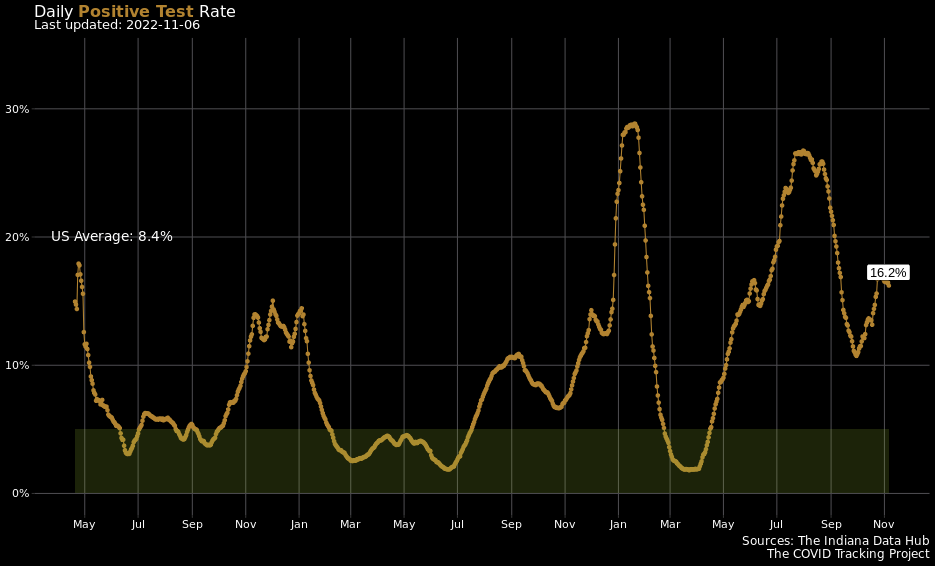 Daily Positive Test Rate
Last updated: 2022-11-06
30%
20%
US Average: 8.4%
16.2%
10%
0%
May Jul Sep Nov Jan Mar May Jul Sep Nov Jan Mar May Jul Sep Nov
Sources: The Indiana Data Hub
The COVID Tracking Project